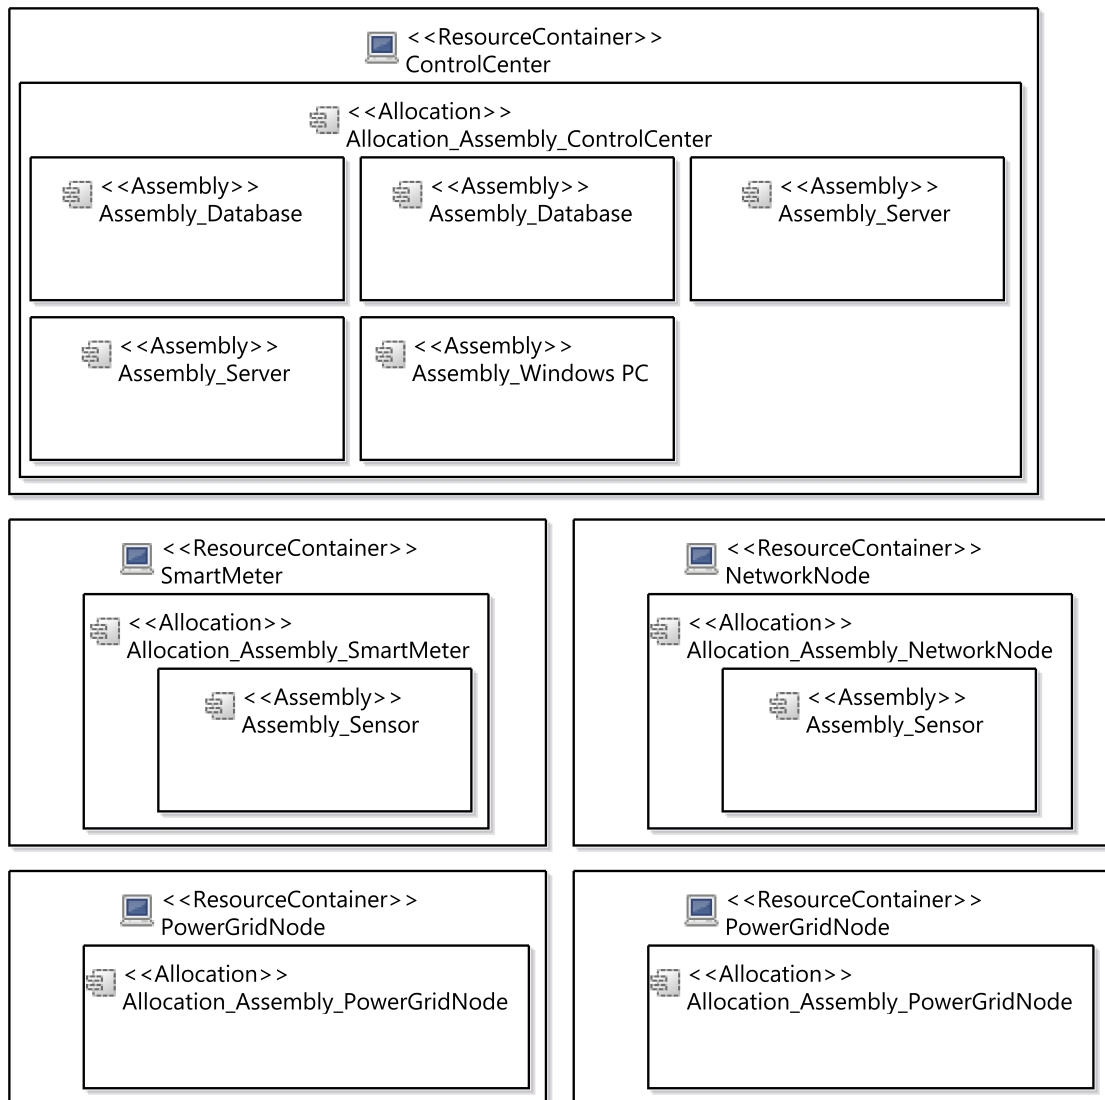 <<ResourceContainer>>
ControlCenter
<<Allocation>>
Allocation_Assembly_ControlCenter
<<Assembly>>
Assembly_Database
<<Assembly>>
Assembly_Database
<<Assembly>>
Assembly_Server
<<Assembly>>
Assembly_Server
<<Assembly>>
Assembly_Windows PC
<<ResourceContainer>>
SmartMeter
<<Allocation>>
Allocation_Assembly_SmartMeter
<<Assembly>>
Assembly_Sensor
<<ResourceContainer>>
NetworkNode
<<Allocation>>
Allocation_Assembly_NetworkNode
<<Assembly>>
Assembly_Sensor
<<ResourceContainer>>
PowerGridNode
<<Allocation>>
Allocation_Assembly_PowerGridNode
<<ResourceContainer>>
PowerGridNode
<<Allocation>>
Allocation_Assembly_PowerGridNode